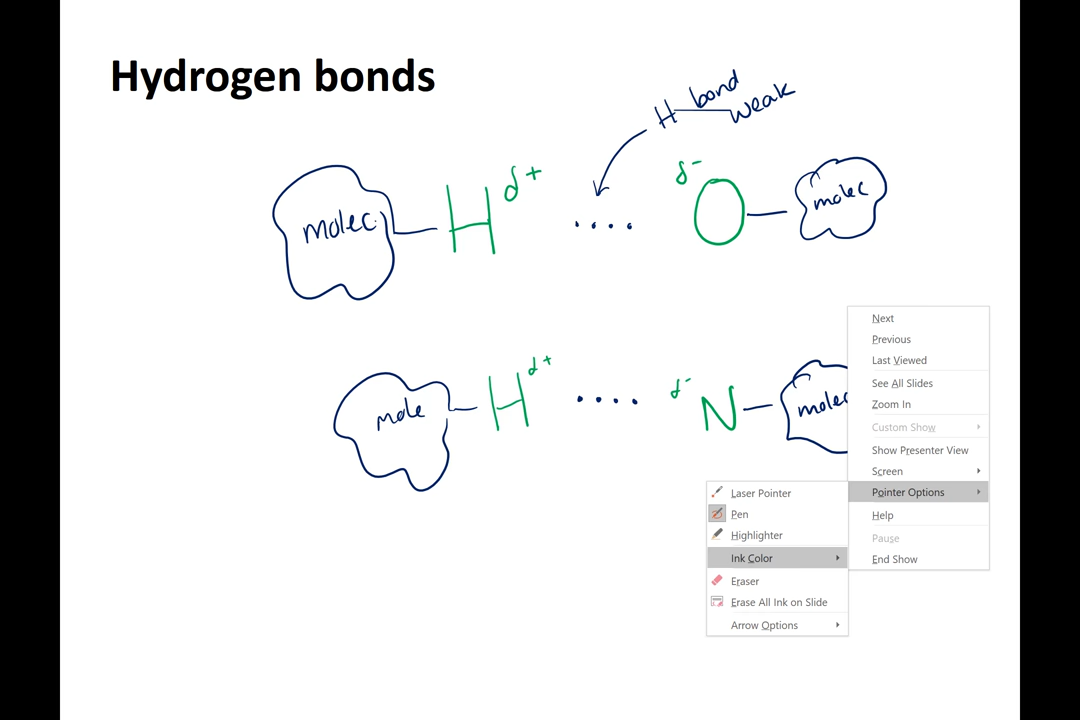 Hydrogen bonds
H bond
weak
molec. H δ+ .... δ- O molec
mole H δ+ .... δ- N molec
Next
Previous
Last Viewed
See All Slides
Zoom In
Custom Show
Show Presenter View
Screen
Pointer Options
Help
Pause
End Show
Laser Pointer
Pen
Highlighter
Ink Color
Eraser
Erase All Ink on Slide
Arrow Options